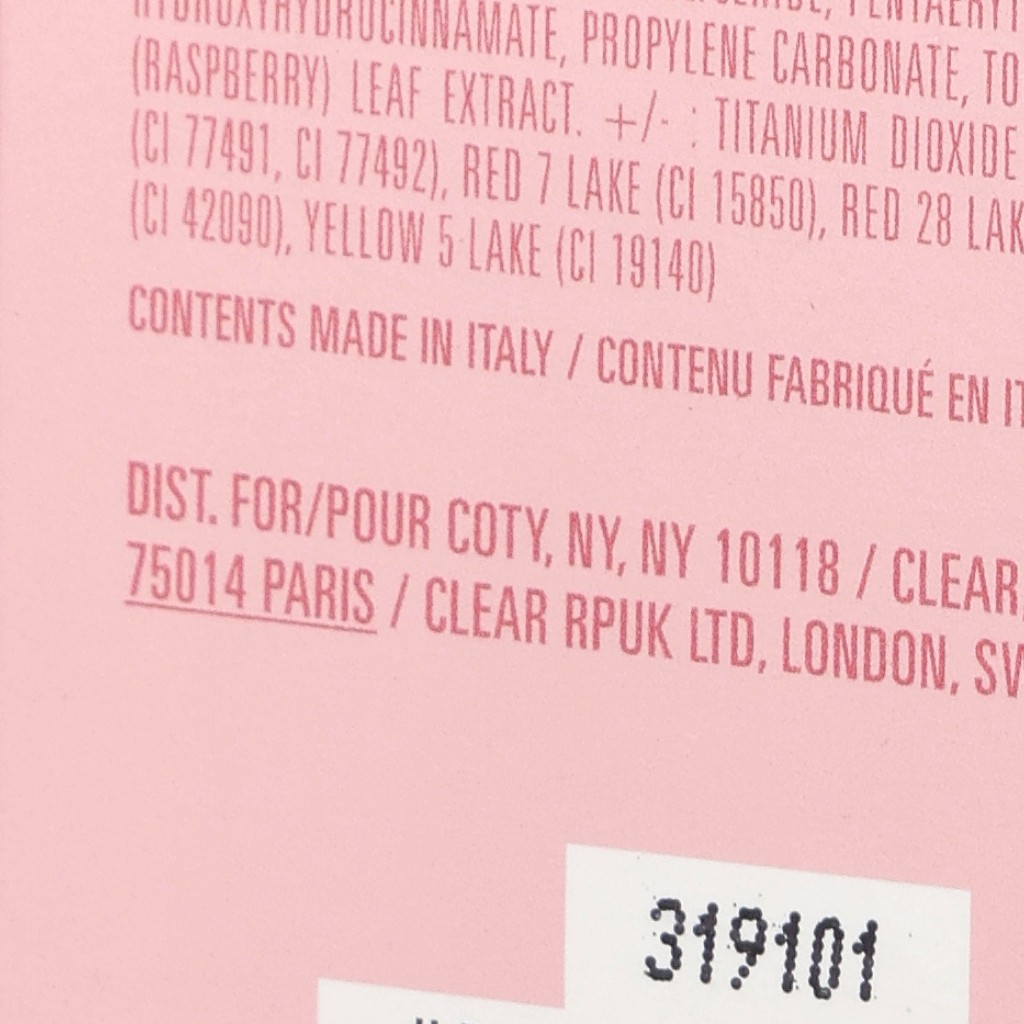 HYDROXYHYDROCINNAMATE, PROPYLENE CARBONATE, TO
(RASPBERRY) LEAF EXTRACT. +/- : TITANIUM DIOXIDE
(CI 77491, CI 77492), RED 7 LAKE (CI 15850), RED 28 LAK
(CI 42090), YELLOW 5 LAKE (CI 19140)
CONTENTS MADE IN ITALY / CONTENU FABRIQUÉ EN IT
DIST. FOR/POUR COTY, NY, NY 10118 / CLEAR,
75014 PARIS / CLEAR RPUK LTD, LONDON, SW
319101